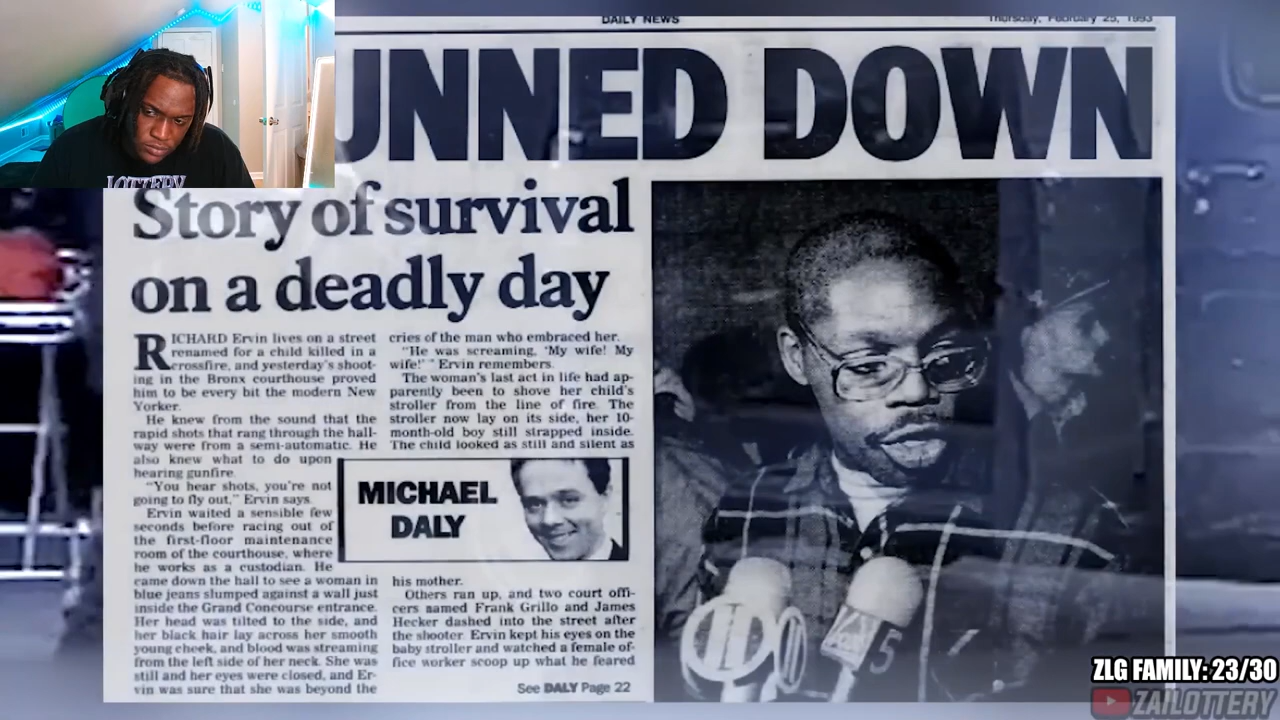 DAILY NEWS
Thursday, February 25, 1993
UNNED DOWN
LOTTERY
Story of survival
on a deadly day
RICHARD Ervin lives on a street
renamed for a child killed in a
crossfire, and yesterday's shoot-
ing in the Bronx courthouse proved
him to be every bit the modern New
Yorker.
He knew from the sound that the
rapid shots that rang through the hall-
way were from a semi-automatic. He
also knew what to do upon
hearing gunfire.
"You hear shots, you're not
going to fly out," Ervin says.
Ervin waited a sensible few
seconds before racing out of
the first-floor maintenance
room of the courthouse, where
he works as a custodian. He
came down the hall to see a woman in
blue jeans slumped against a wall just
inside the Grand Concourse entrance.
Her head was tilted to the side, and
her black hair lay across her smooth
young cheek, and blood was streaming
from the left side of her neck. She was
still and her eyes were closed, and Er-
vin was sure that she was beyond the
cries of the man who embraced her.
"He was screaming, 'My wife! My
wife!' " Ervin remembers.
The woman's last act in life had ap-
parently been to shove her child's
stroller from the line of fire. The
stroller now lay on its side, her 10-
month-old boy still strapped inside.
The child looked as still and silent as
MICHAEL
DALY
his mother.
Others ran up, and two court offi-
cers named Frank Grillo and James
Hecker dashed into the street after
the shooter. Ervin kept his eyes on the
baby stroller and watched a female of-
fice worker scoop up what he feared
See DALY Page 22
5
ZLG FAMILY: 23/30
ZAILOTTERY